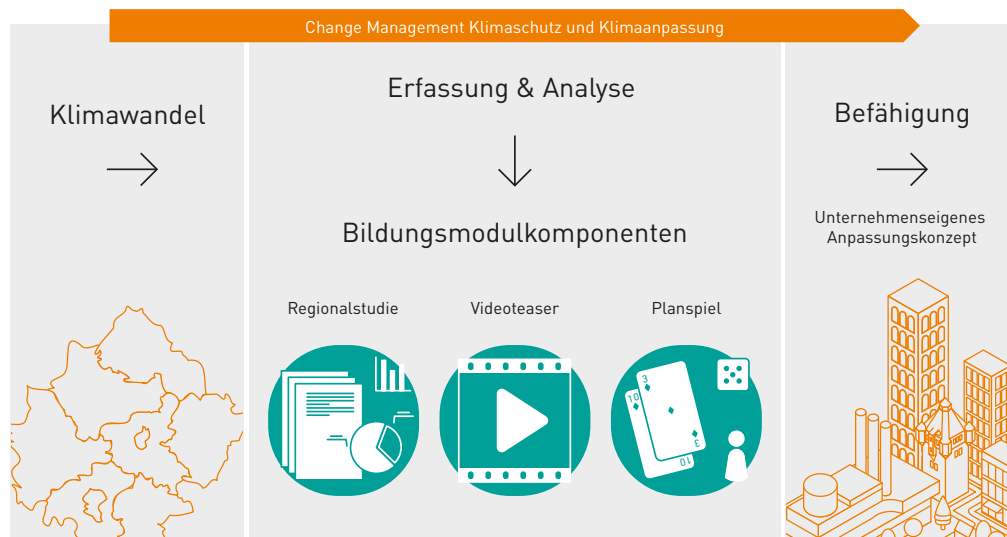 Change Management Klimaschutz und Klimaanpassung
Klimawandel
Erfassung & Analyse
Bildungsmodulkomponenten
Regionalstudie
Videoteaser
Planspiel
3
10
3
10
Befähigung
Unternehmenseigenes
Anpassungskonzept